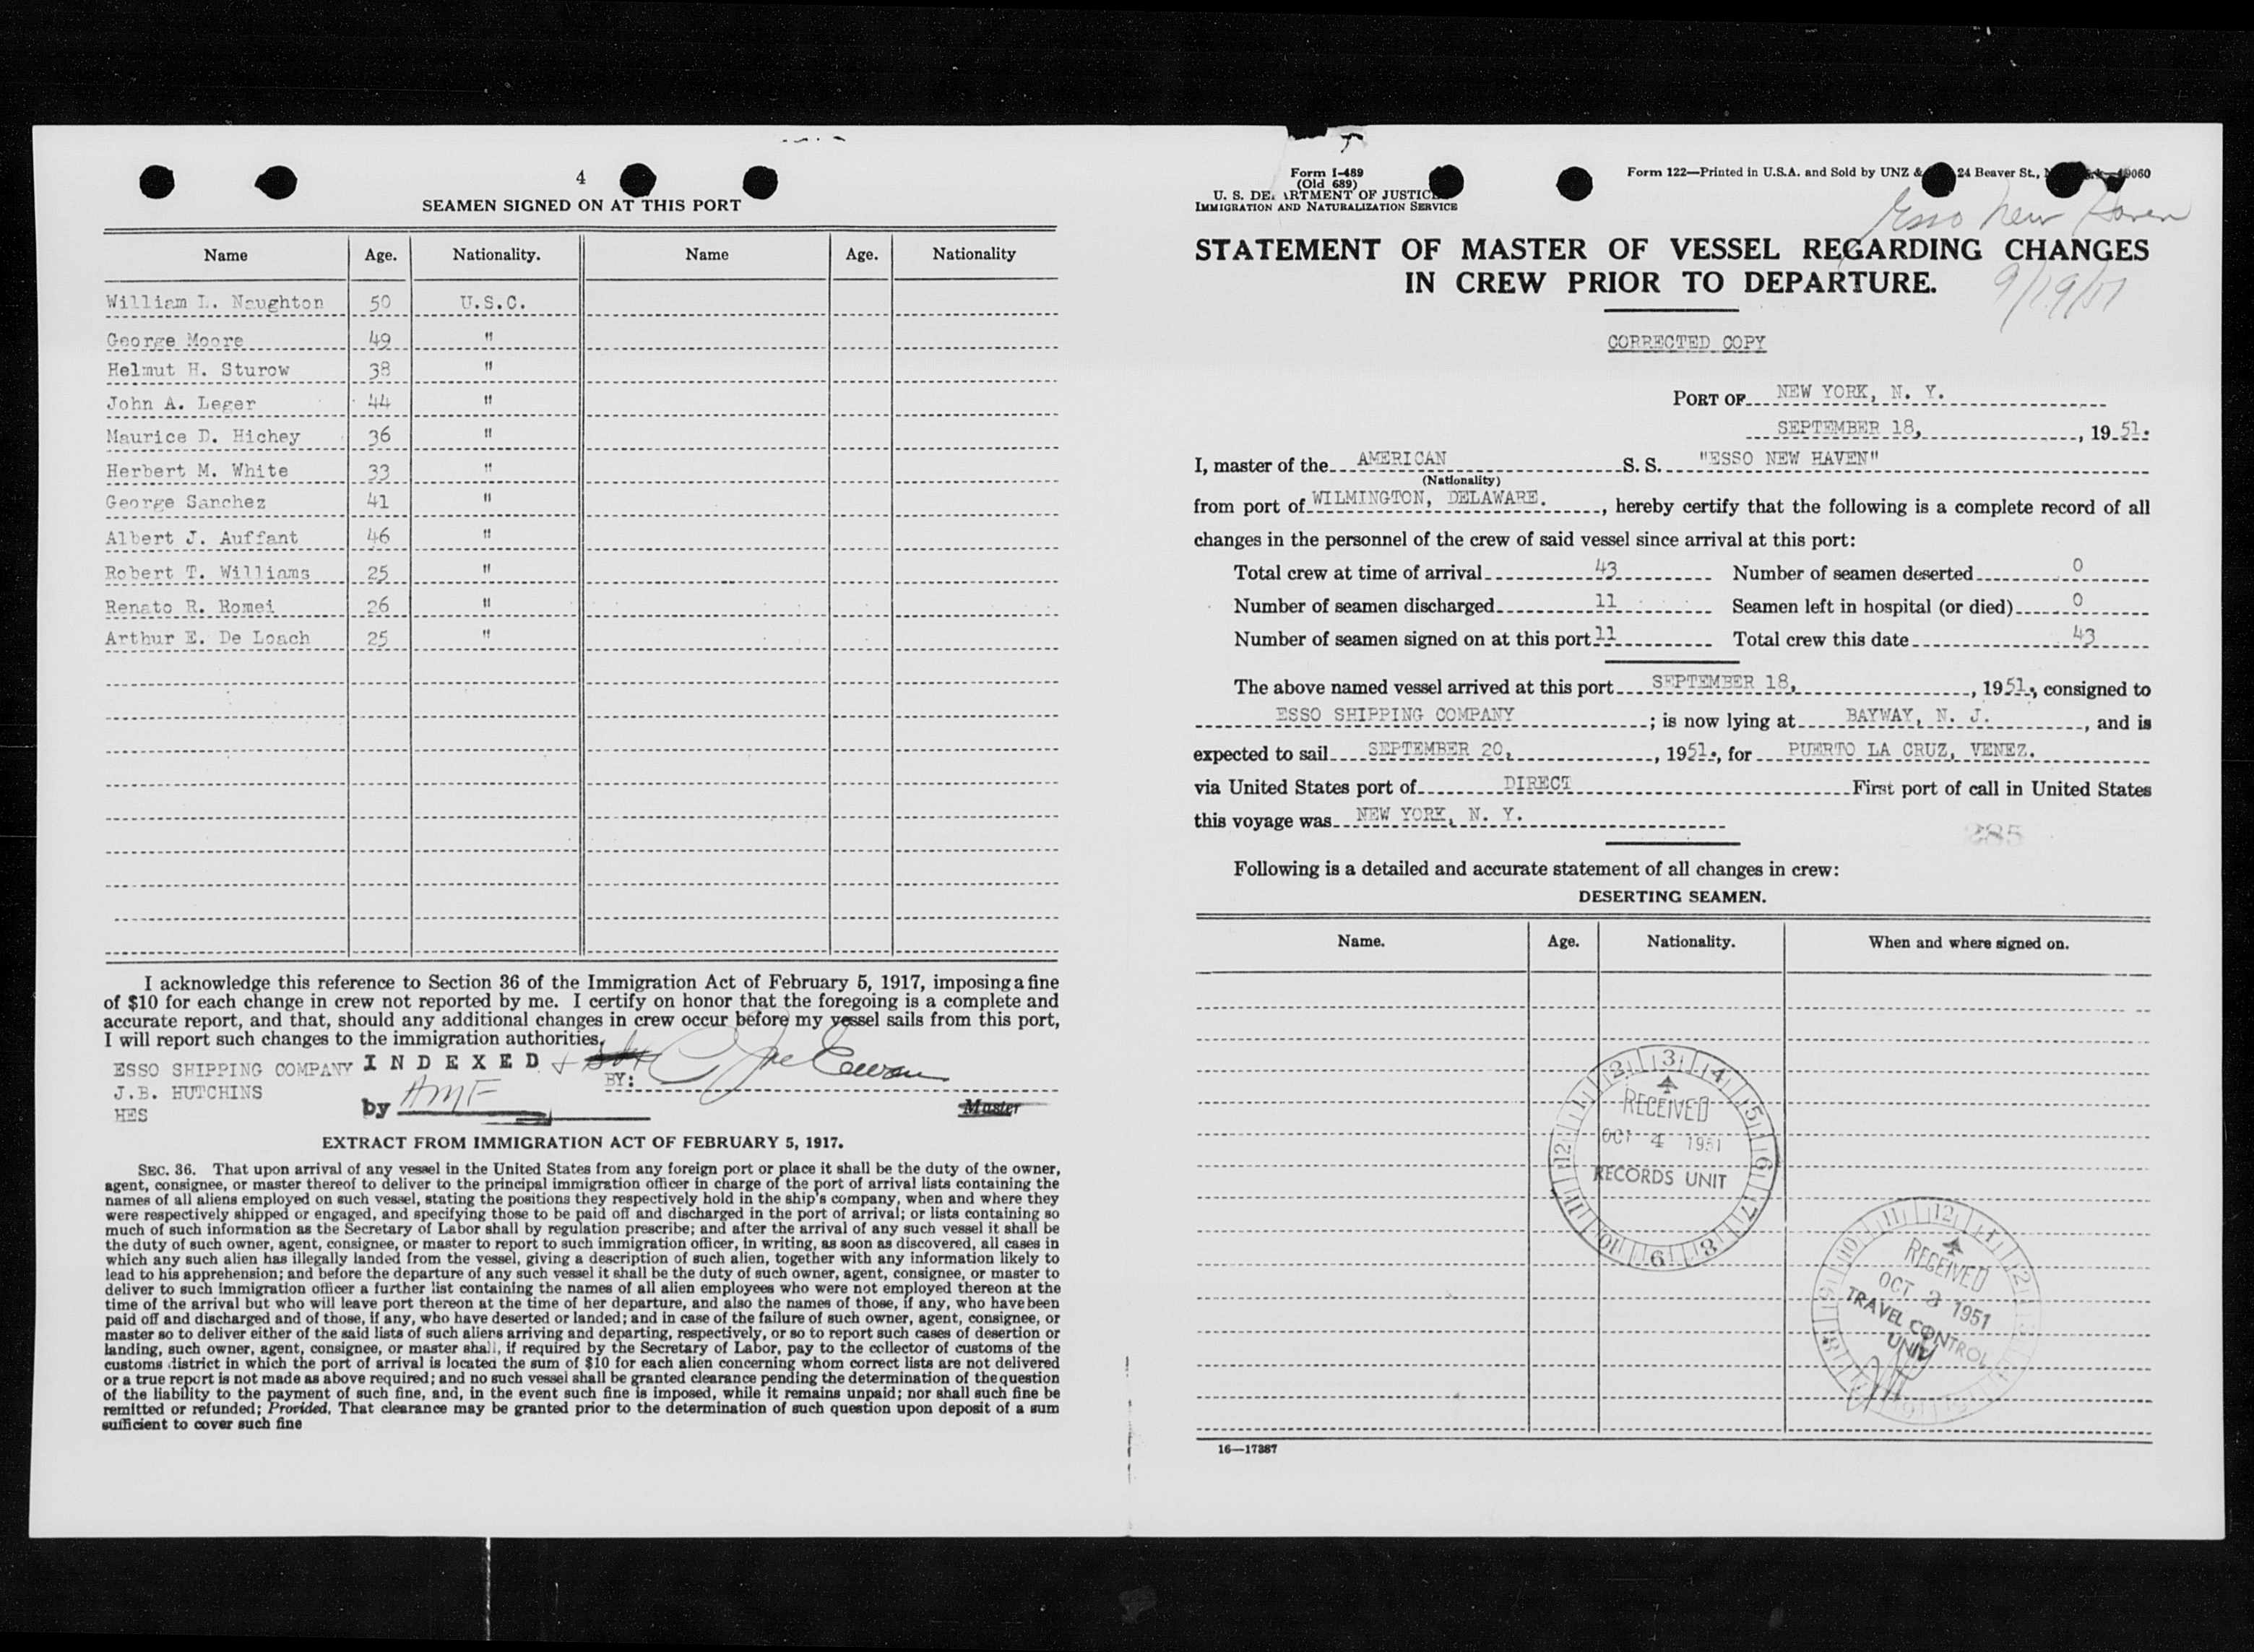 4
SEAMEN SIGNED ON AT THIS PORT
Name Age. Nationality. Name Age. Nationality
William L. Naughton 50 U.S.C.
George Moore 49 "
Helmut H. Sturow 38 "
John A. Leger 44 "
Maurice D. Hichey 36 "
Herbert M. White 33 "
George Sanchez 41 "
Albert J. Auffant 46 "
Robert T. Williams 25 "
Renato R. Romei 26 "
Arthur E. De Loach 25 "
I acknowledge this reference to Section 36 of the Immigration Act of February 5, 1917, imposing a fine
of $10 for each change in crew not reported by me. I certify on honor that the foregoing is a complete and
accurate report, and that, should any additional changes in crew occur before my vessel sails from this port,
I will report such changes to the immigration authorities.
ESSO SHIPPING COMPANY INDEXED
J.B. HUTCHINS BY:
HES by AMF Master
EXTRACT FROM IMMIGRATION ACT OF FEBRUARY 5, 1917.
SEC. 36. That upon arrival of any vessel in the United States from any foreign port or place it shall be the duty of the owner,
agent, consignee, or master thereof to deliver to the principal immigration officer in charge of the port of arrival lists containing the
names of all aliens employed on such vessel, stating the positions they respectively hold in the ship's company, when and where they
were respectively shipped or engaged, and specifying those to be paid off and discharged in the port of arrival; or lists containing so
much of such information as the Secretary of Labor shall by regulation prescribe; and after the arrival of any such vessel it shall be
the duty of such owner, agent, consignee, or master to report to such immigration officer, in writing, as soon as discovered, all cases in
which any such alien has illegally landed from the vessel, giving a description of such alien, together with any information likely to
lead to his apprehension; and before the departure of any such vessel it shall be the duty of such owner, agent, consignee, or master to
deliver to such immigration officer a further list containing the names of all alien employees who were not employed thereon at the
time of the arrival but who will leave port thereon at the time of her departure, and also the names of those, if any, who have been
paid off and discharged and of those, if any, who have deserted or landed; and in case of the failure of such owner, agent, consignee, or
master so to deliver either of the said lists of such aliens arriving and departing, respectively, or so to report such cases of desertion or
landing, such owner, agent, consignee, or master shall, if required by the Secretary of Labor, pay to the collector of customs of the
customs district in which the port of arrival is located the sum of $10 for each alien concerning whom correct lists are not delivered
or a true report is not made as above required; and no such vessel shall be granted clearance pending the determination of the question
of the liability to the payment of such fine, and, in the event such fine is imposed, while it remains unpaid; nor shall such fine be
remitted or refunded; Provided, That clearance may be granted prior to the determination of such question upon deposit of a sum
sufficient to cover such fine
Form I-489
(Old 689)
U. S. DEPARTMENT OF JUSTICE
IMMIGRATION AND NATURALIZATION SERVICE
Form 122—Printed in U.S.A. and Sold by UNZ & 24 Beaver St.,
Esso New Haven
STATEMENT OF MASTER OF VESSEL REGARDING CHANGES
IN CREW PRIOR TO DEPARTURE.
9/19/51
CORRECTED COPY
PORT OF NEW YORK, N. Y.
SEPTEMBER 18, , 19 51.
I, master of the AMERICAN S. S. "ESSO NEW HAVEN"
(Nationality)
from port of WILMINGTON, DELAWARE. , hereby certify that the following is a complete record of all
changes in the personnel of the crew of said vessel since arrival at this port:
Total crew at time of arrival 43 Number of seamen deserted 0
Number of seamen discharged 11 Seamen left in hospital (or died) 0
Number of seamen signed on at this port 11 Total crew this date 43
The above named vessel arrived at this port SEPTEMBER 18, , 1951., consigned to
ESSO SHIPPING COMPANY ; is now lying at BAYWAY, N. J. , and is
expected to sail SEPTEMBER 20, , 1951., for PUERTO LA CRUZ, VENEZ.
via United States port of DIRECT First port of call in United States
this voyage was NEW YORK, N. Y.
285
Following is a detailed and accurate statement of all changes in crew:
DESERTING SEAMEN.
Name. Age. Nationality. When and where signed on.
RECEIVED
OCT 4 1951
RECORDS UNIT
RECEIVED
OCT 3 1951
TRAVEL CONTROL
UNIT
16—17387